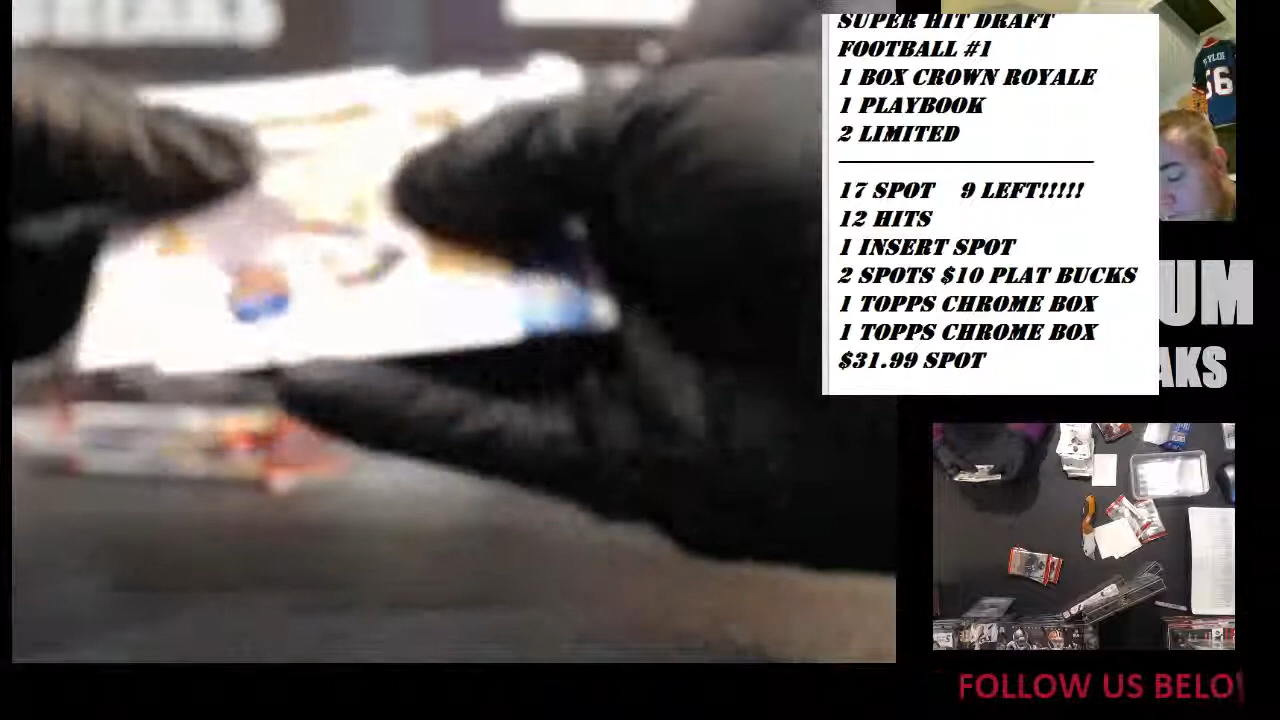 SUPER HIT DRAFT
FOOTBALL #1
1 BOX CROWN ROYALE
1 PLAYBOOK
2 LIMITED
17 SPOT 9 LEFT!!!!!
12 HITS
1 INSERT SPOT
2 SPOTS $10 PLAT BUCKS
1 TOPPS CHROME BOX
1 TOPPS CHROME BOX
$31.99 SPOT
56
UM
AKS
FOLLOW US BELO